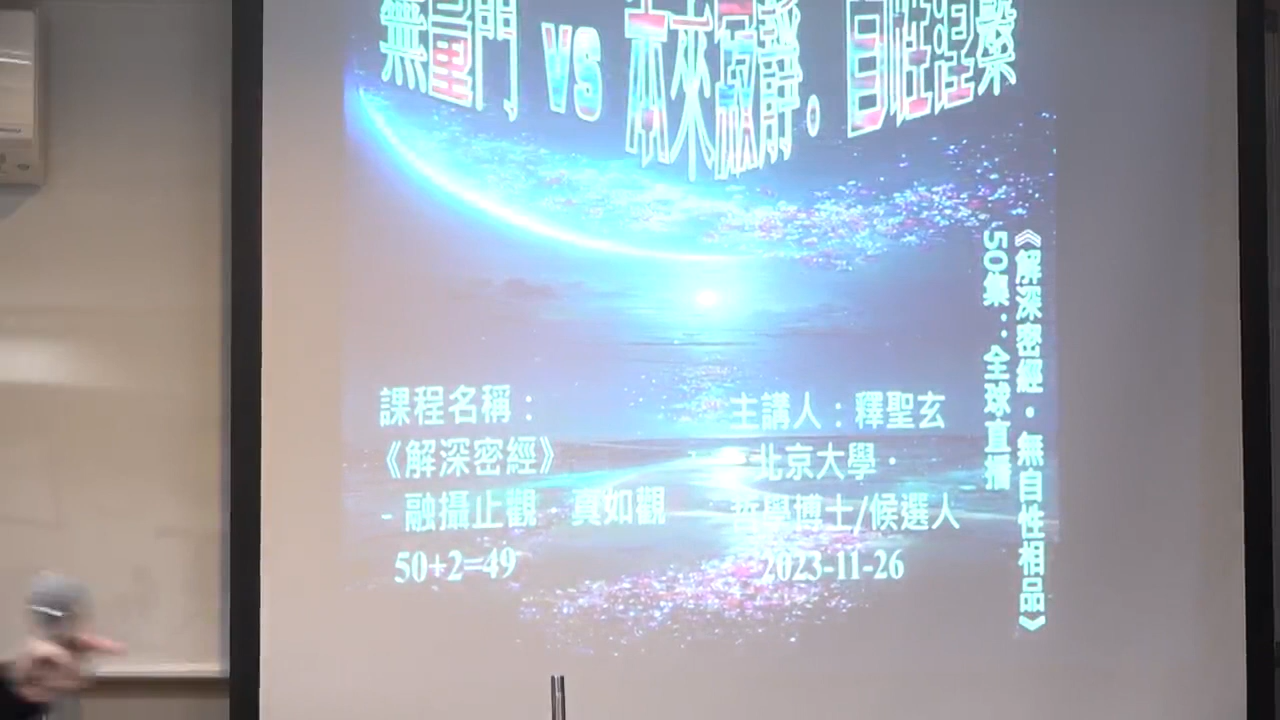 無量門 vs 本來寂靜。自性涅槃
《解深密經·無自性相品》
50集：全球直播
課程名稱：
《解深密經》
- 融攝止觀 真如觀
50+2=49
主講人：釋聖玄
北京大學·
哲學博士/候選人
2023-11-26